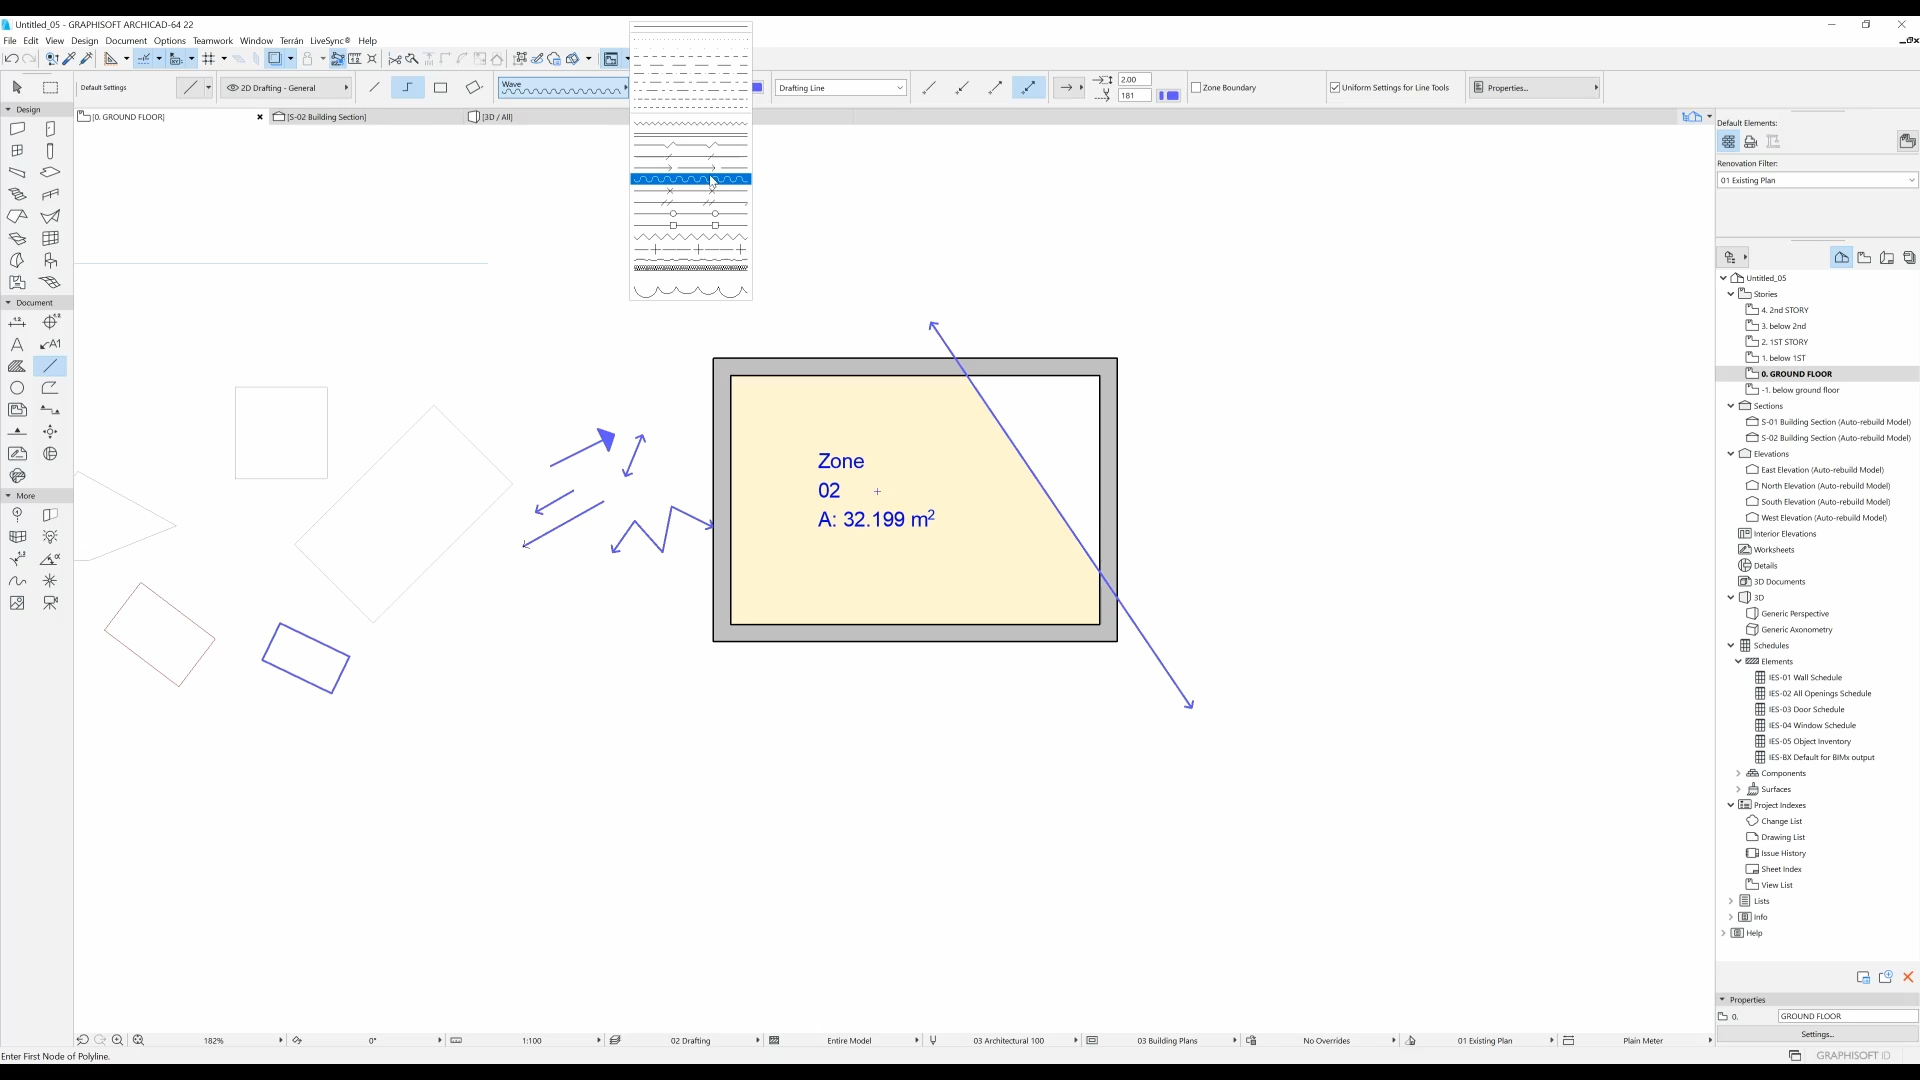 Untitled_05 - GRAPHISOFT ARCHICAD-64 22
File Edit View Design Document Options Teamwork Window Terrán LiveSync® Help
Default Settings
2D Drafting - General
Wave
Drafting Line
2.00
181
Zone Boundary
Uniform Settings for Line Tools
Properties...
[0. GROUND FLOOR]
[S-02 Building Section]
[3D / All]
Design
Document
A1
More
Zone
02
A: 32.199 m²
Default Elements:
Renovation Filter:
01 Existing Plan
Untitled_05
Stories
4. 2nd STORY
3. below 2nd
2. 1ST STORY
1. below 1ST
0. GROUND FLOOR
-1. below ground floor
Sections
S-01 Building Section (Auto-rebuild Model)
S-02 Building Section (Auto-rebuild Model)
Elevations
East Elevation (Auto-rebuild Model)
North Elevation (Auto-rebuild Model)
South Elevation (Auto-rebuild Model)
West Elevation (Auto-rebuild Model)
Interior Elevations
Worksheets
Details
3D Documents
3D
Generic Perspective
Generic Axonometry
Schedules
Elements
IES-01 Wall Schedule
IES-02 All Openings Schedule
IES-03 Door Schedule
IES-04 Window Schedule
IES-05 Object Inventory
IES-BX Default for BIMx output
Components
Surfaces
Project Indexes
Change List
Drawing List
Issue History
Sheet Index
View List
Lists
Info
Help
Properties
0. GROUND FLOOR
Settings...
182% 0° 1:100 02 Drafting Entire Model 03 Architectural 100 03 Building Plans No Overrides 01 Existing Plan Plain Meter
Enter First Node of Polyline.
GRAPHISOFT ID